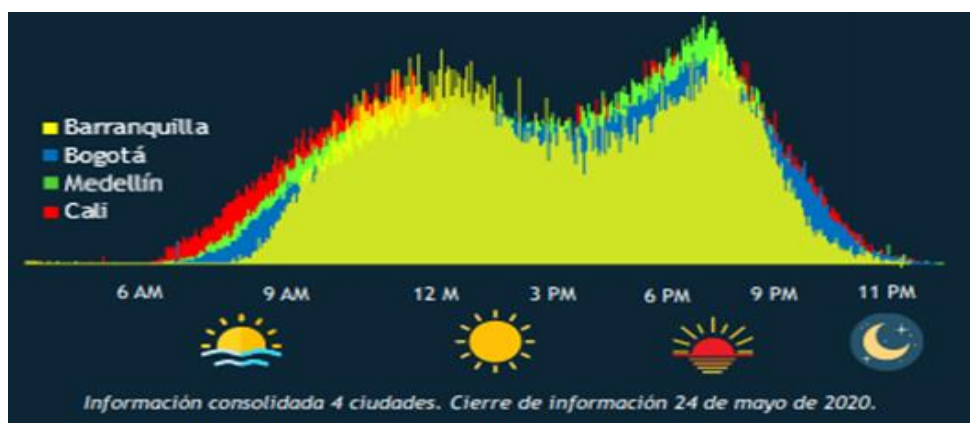 Barranquilla
Bogotá
Medellín
Cali
6 AM 9 AM 12 M 3 PM 6 PM 9 PM 11 PM
Información consolidada 4 ciudades. Cierre de información 24 de mayo de 2020.